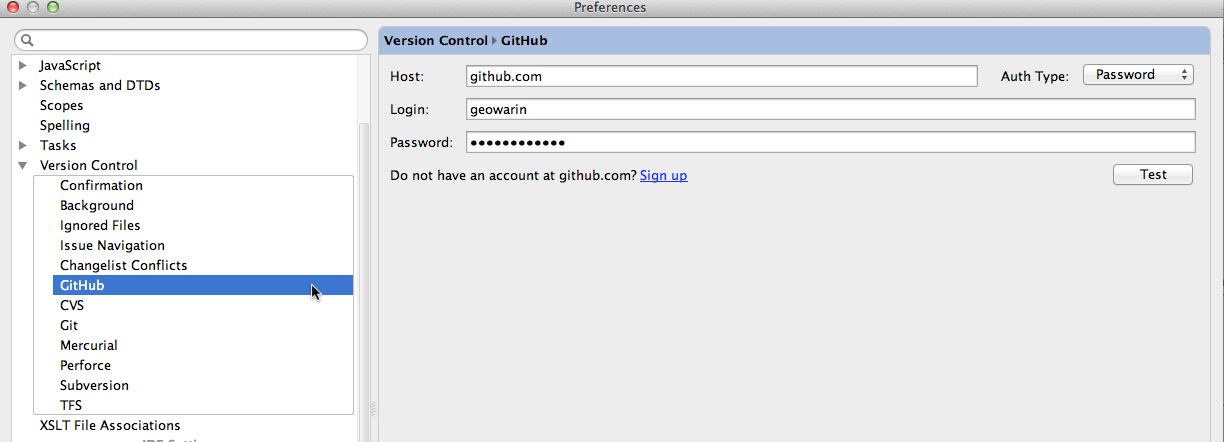 Preferences
JavaScript
Schemas and DTDs
Scopes
Spelling
Tasks
Version Control
Confirmation
Background
Ignored Files
Issue Navigation
Changelist Conflicts
GitHub
CVS
Git
Mercurial
Perforce
Subversion
TFS
XSLT File Associations
Version Control GitHub
Host: github.com Auth Type: Password
Login: geowarin
Password: ••••••••••••
Do not have an account at github.com? Sign up Test